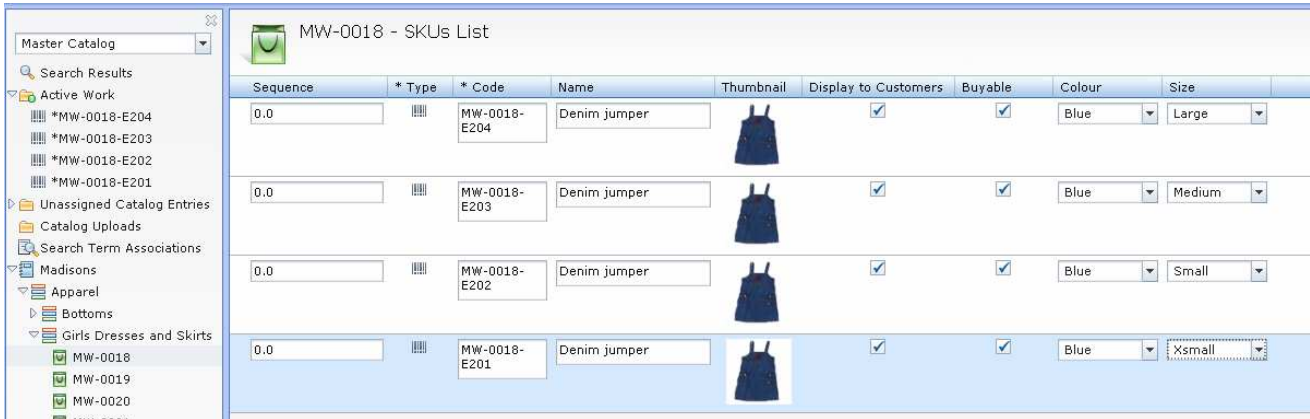 Master Catalog
Search Results
Active Work
*MW-0018-E204
*MW-0018-E203
*MW-0018-E202
*MW-0018-E201
Unassigned Catalog Entries
Catalog Uploads
Search Term Associations
Madisons
Apparel
Bottoms
Girls Dresses and Skirts
MW-0018
MW-0019
MW-0020
MW-0018 - SKUs List
Sequence * Type * Code Name Thumbnail Display to Customers Buyable Colour Size
0.0 MW-0018- Denim jumper Blue Large
E204
0.0 MW-0018- Denim jumper Blue Medium
E203
0.0 MW-0018- Denim jumper Blue Small
E202
0.0 MW-0018- Denim jumper Blue Xsmall
E201